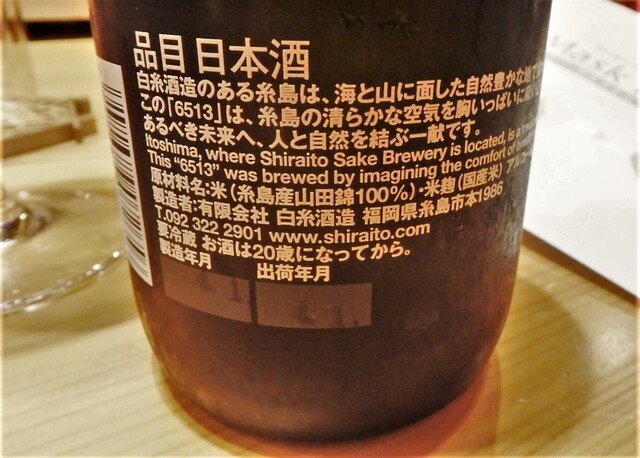 品目 日本酒
白糸酒造のある糸島は、海と山に面した自然豊かな地で
この「6513」は、糸島の清らかな空気を胸いっぱいに
あるべき未来へ、人と自然を結ぶ一献です。
Itoshima, where Shiraito Sake Brewery is located, is a
This "6513" was brewed by imagining the comfort of
原材料名:米(糸島産山田錦100%)・米麹(国産米) アルコー
製造者:有限会社 白糸酒造 福岡県糸島市本1986
T.092 322 2901 www.shiraito.com
要冷蔵 お酒は20歳になってから。
製造年月 出荷年月
Mask